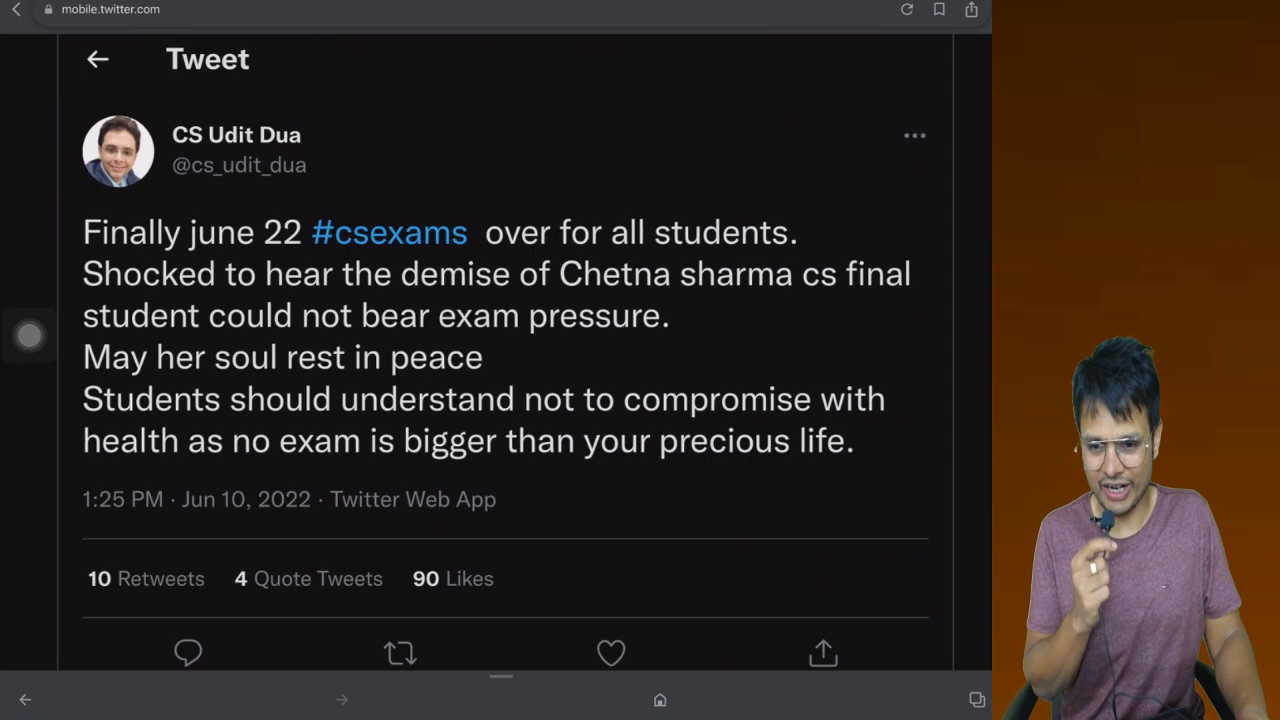 mobile.twitter.com
Tweet
CS Udit Dua
@cs_udit_dua
Finally june 22 #csexams over for all students.
Shocked to hear the demise of Chetna sharma cs final
student could not bear exam pressure.
May her soul rest in peace
Students should understand not to compromise with
health as no exam is bigger than your precious life.
1:25 PM · Jun 10, 2022 · Twitter Web App
10 Retweets 4 Quote Tweets 90 Likes